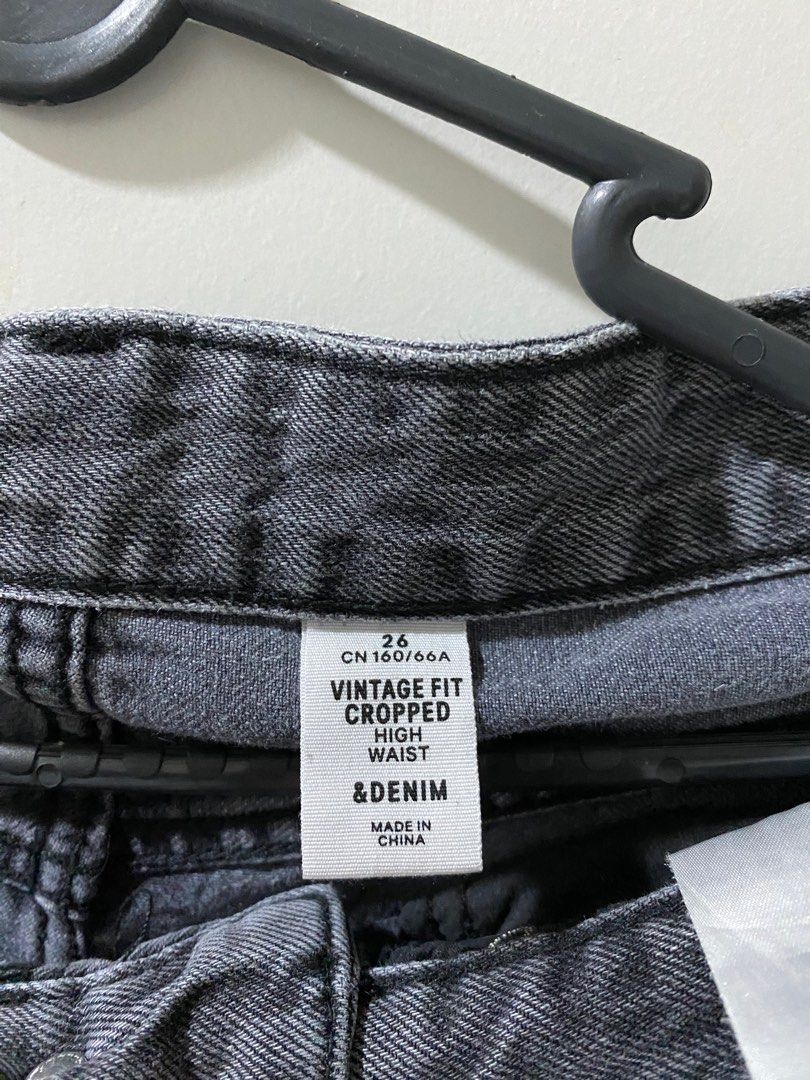 26
CN 160/66A
VINTAGE FIT
CROPPED
HIGH
WAIST
&DENIM
MADE IN
CHINA